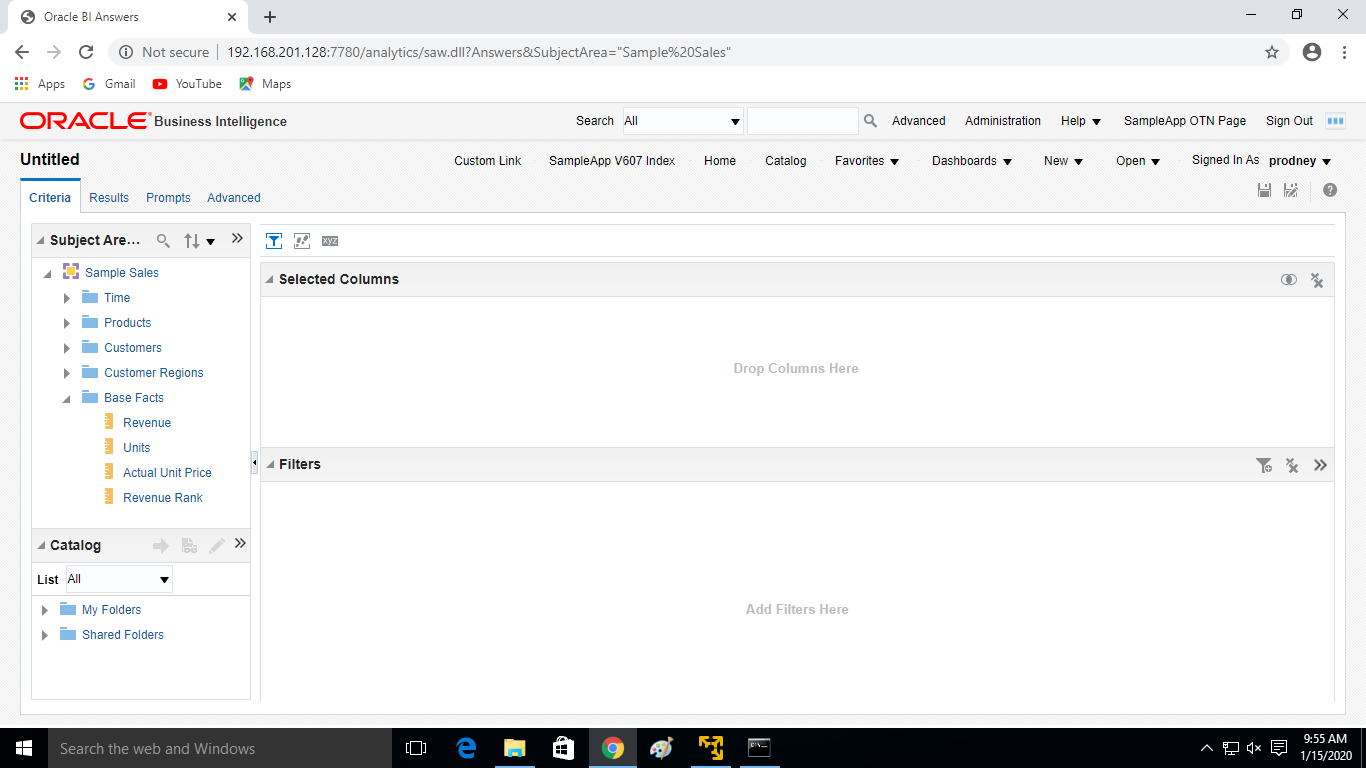 Oracle BI Answers
Not secure 192.168.201.128:7780/analytics/saw.dll?Answers&SubjectArea="Sample%20Sales"
Apps Gmail YouTube Maps
ORACLE Business Intelligence
Search All Advanced Administration Help SampleApp OTN Page Sign Out
Untitled
Custom Link SampleApp V607 Index Home Catalog Favorites Dashboards New Open Signed In As prodney
Criteria Results Prompts Advanced
Subject Are...
Sample Sales
Time
Products
Customers
Customer Regions
Base Facts
Revenue
Units
Actual Unit Price
Revenue Rank
Catalog
List All
My Folders
Shared Folders
xyz
Selected Columns
Drop Columns Here
Filters
Add Filters Here
Search the web and Windows
9:55 AM
1/15/2020